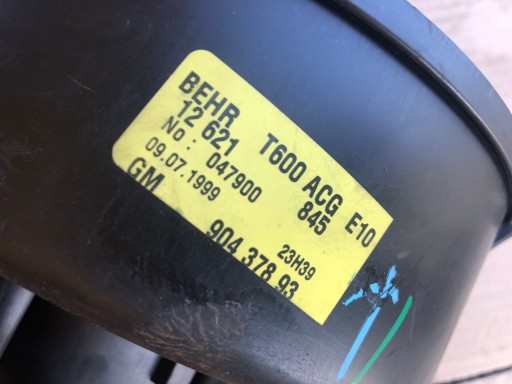 BEHR T600 ACG E10
12 621 845
No: 047900
09.07.1999 23H39
GM 904 378 93